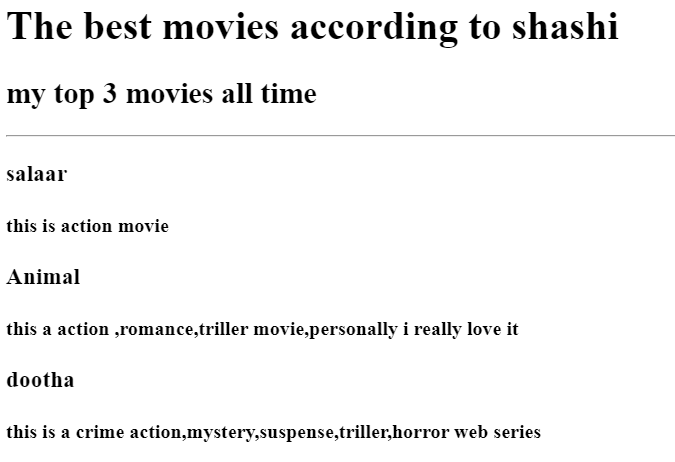 The best movies according to shashi
my top 3 movies all time
salaar
this is action movie
Animal
this a action ,romance,triller movie,personally i really love it
dootha
this is a crime action,mystery,suspense,triller,horror web series